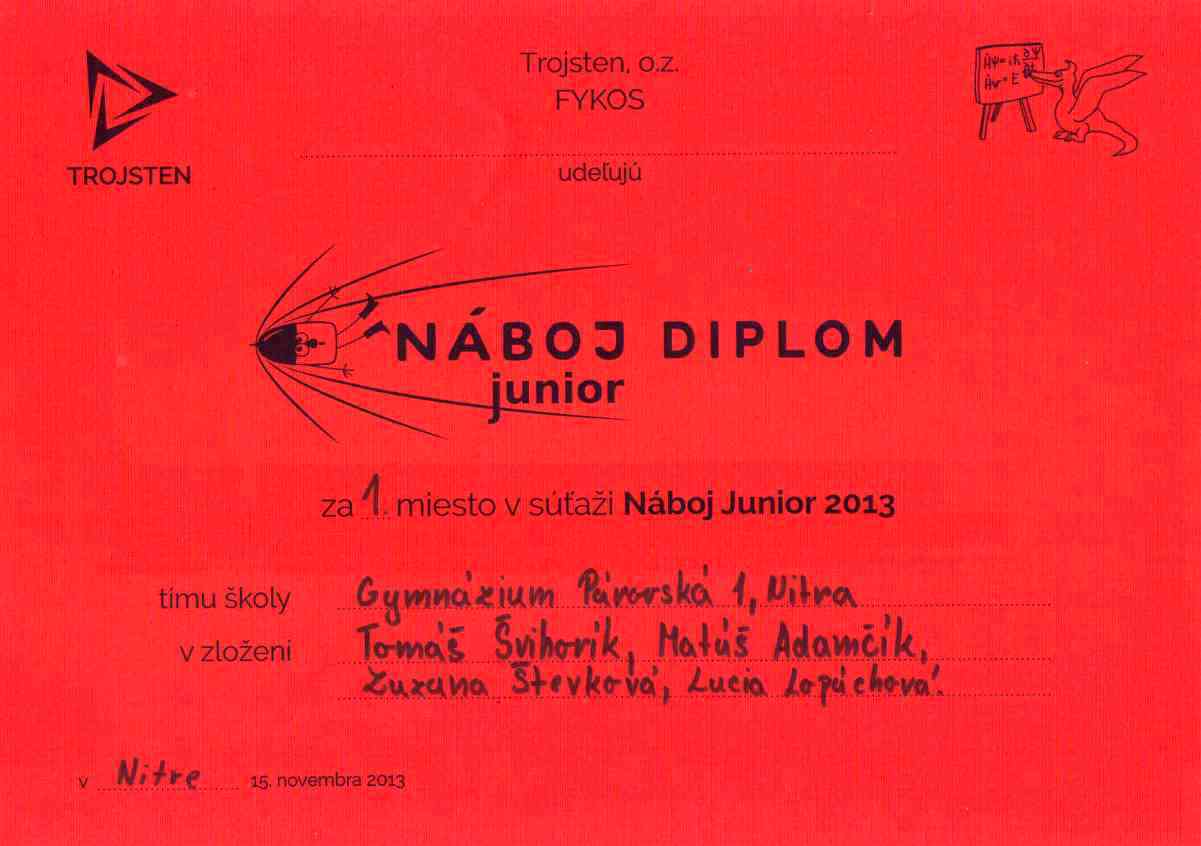 TROJSTEN
Trojsten, o.z.
FYKOS
udeľujú
NÁBOJ DIPLOM
junior
za 1. miesto v súťaži Náboj Junior 2013
tímu školy Gymnázium Párovská 1, Nitra
v zložení Tomáš Švihorík, Matúš Adamčík,
Zuzana Števková, Lucia Lopúchová.
v Nitre 15. novembra 2013